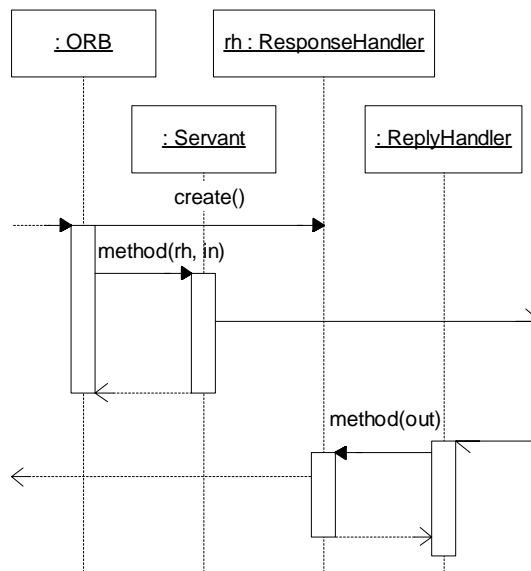 : ORB
rh : ResponseHandler
: Servant
: ReplyHandler
create()
method(rh, in)
method(out)